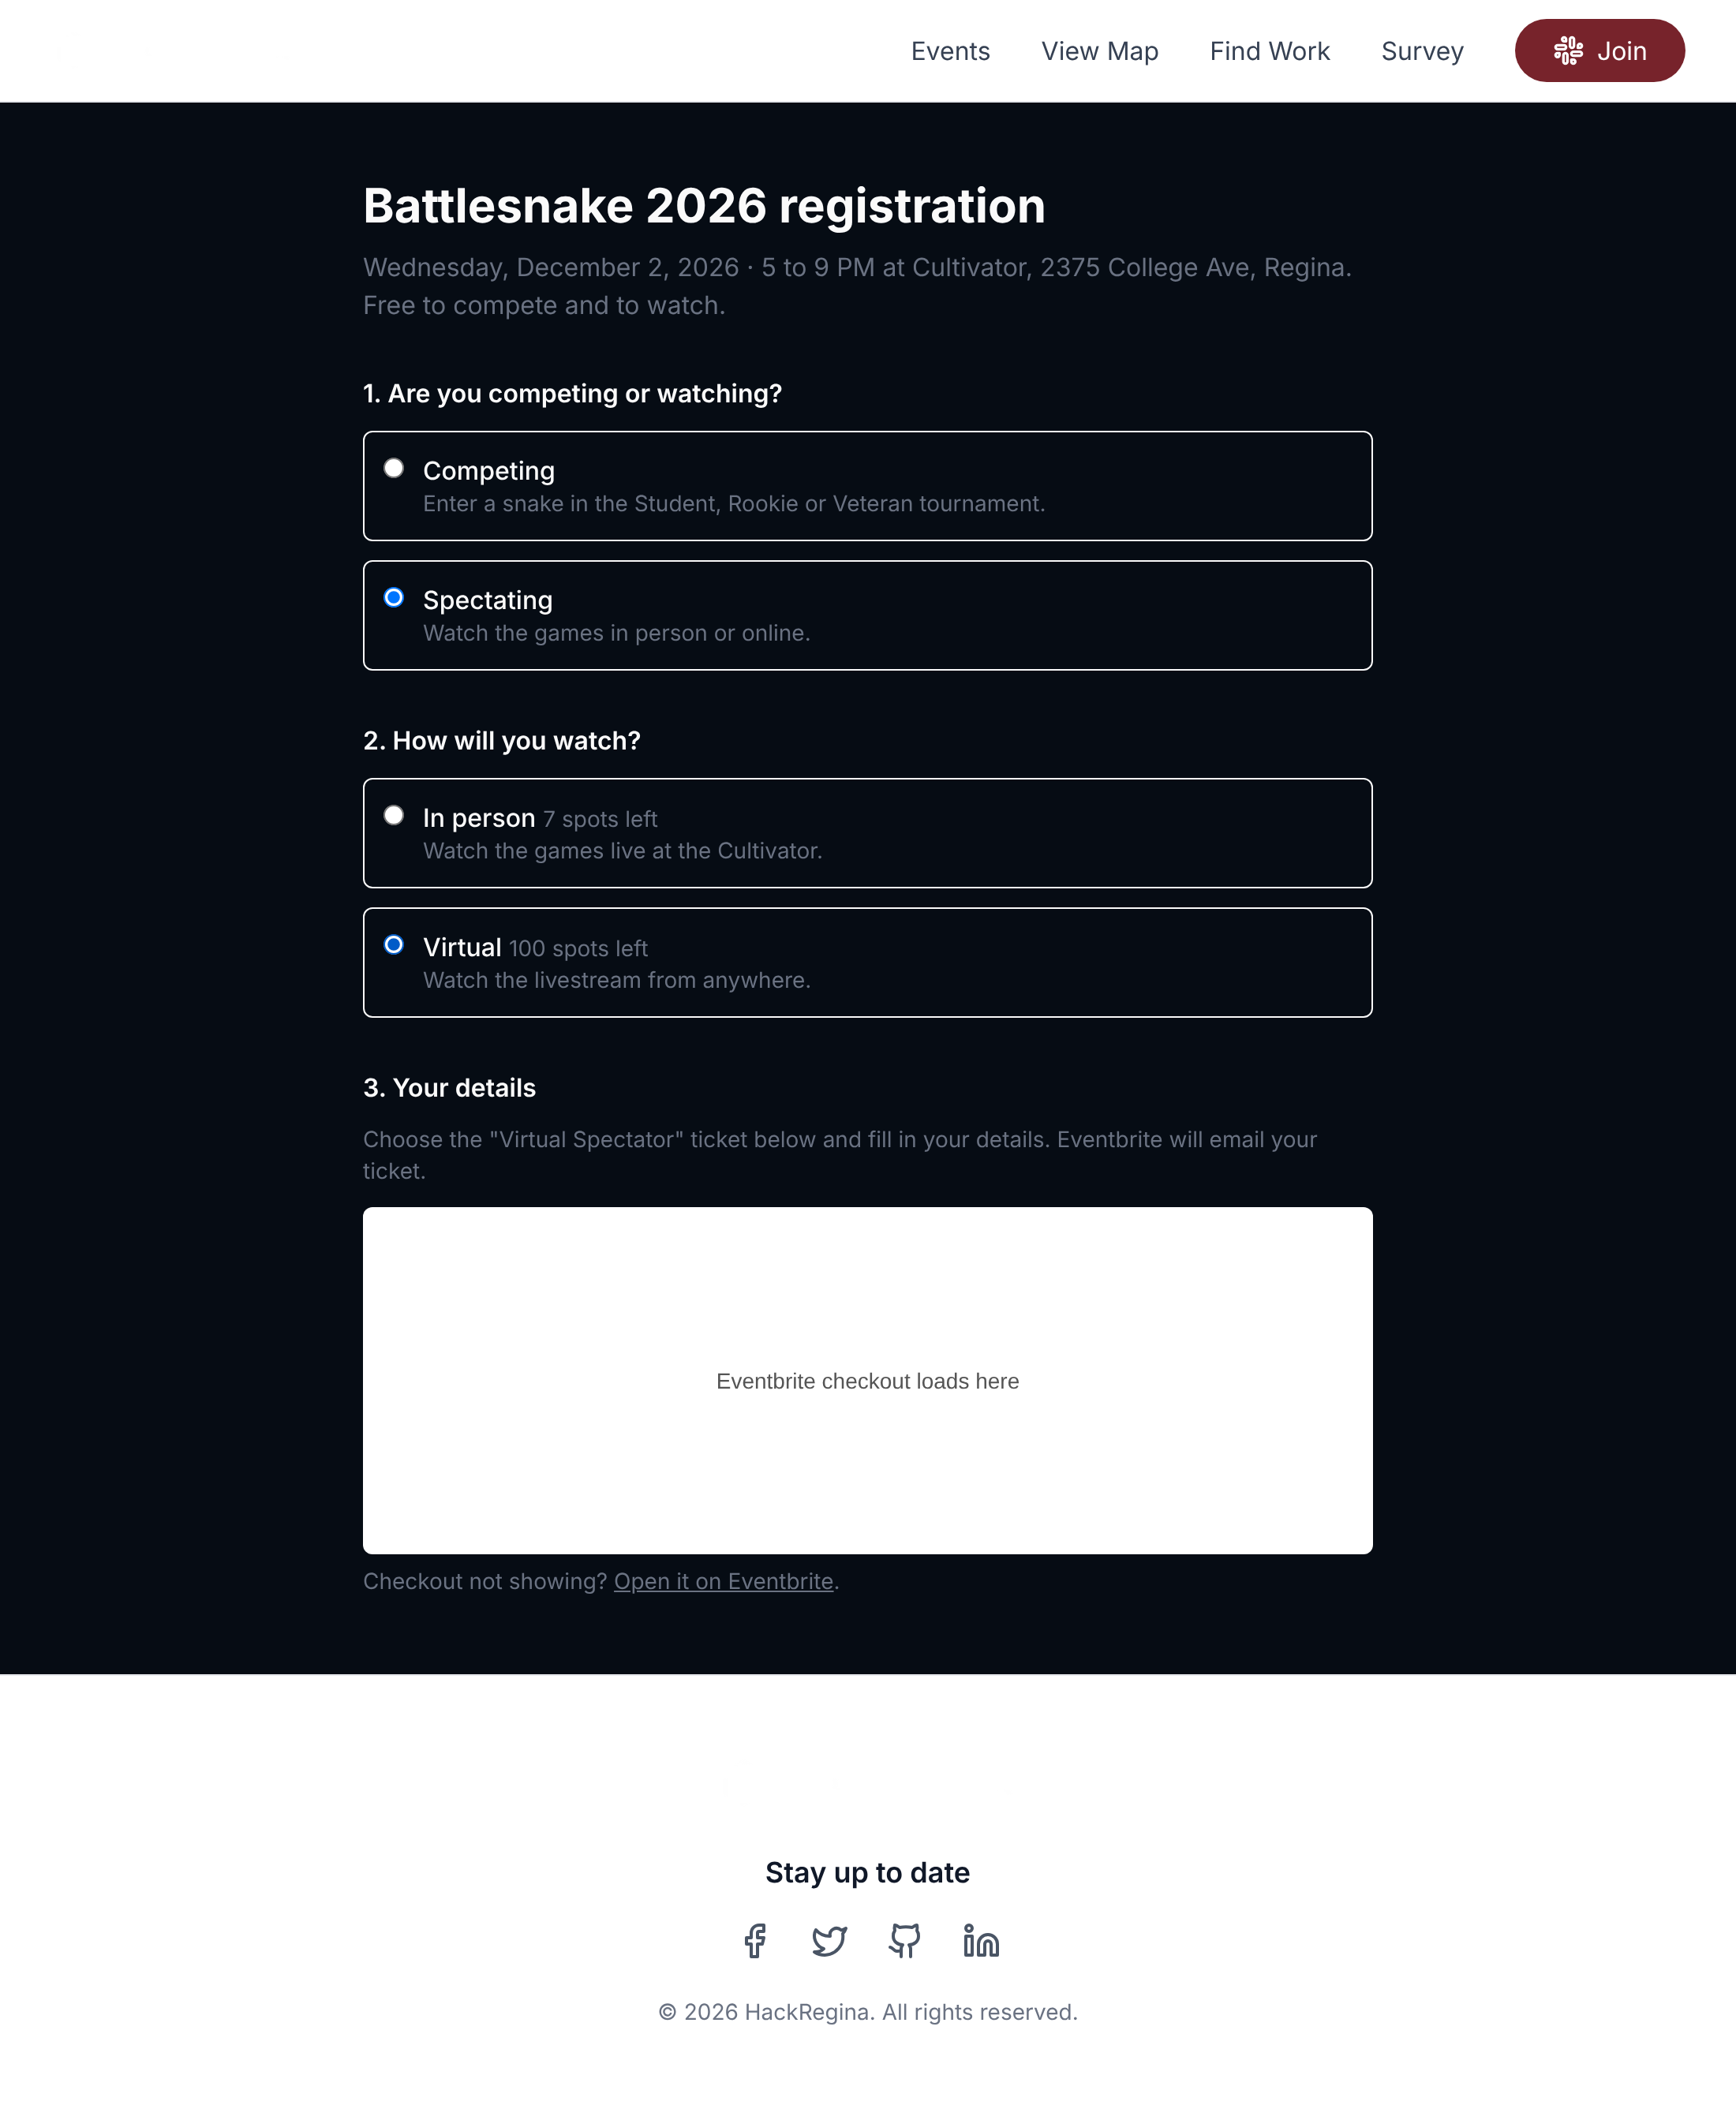 Events
View Map
Find Work
Survey
Join
Battlesnake 2026 registration
Wednesday, December 2, 2026 · 5 to 9 PM at Cultivator, 2375 College Ave, Regina.
Free to compete and to watch.
1. Are you competing or watching?
Competing
Enter a snake in the Student, Rookie or Veteran tournament.
Spectating
Watch the games in person or online.
2. How will you watch?
In person 7 spots left
Watch the games live at the Cultivator.
Virtual 100 spots left
Watch the livestream from anywhere.
3. Your details
Choose the "Virtual Spectator" ticket below and fill in your details. Eventbrite will email your
ticket.
Eventbrite checkout loads here
Checkout not showing? Open it on Eventbrite.
Stay up to date
© 2026 HackRegina. All rights reserved.